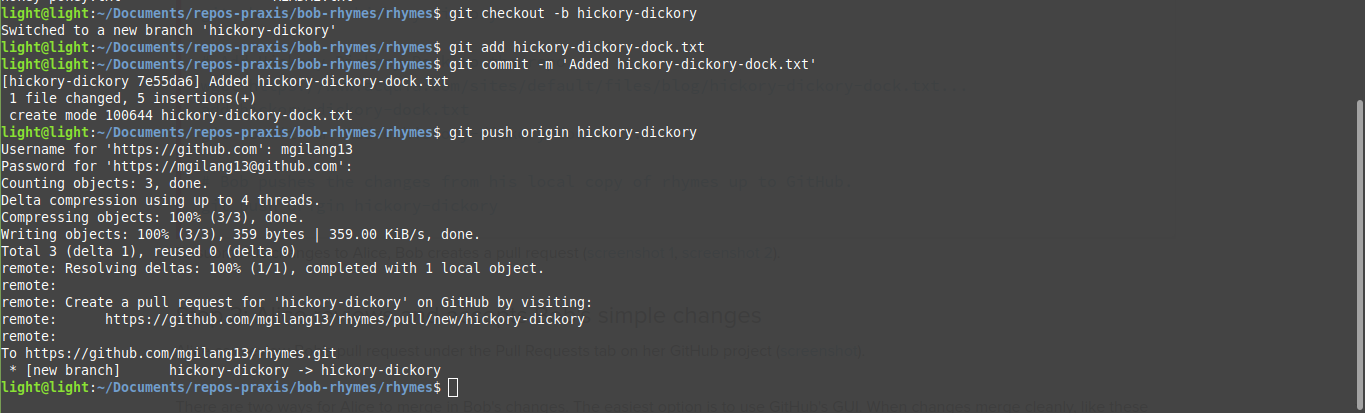 light@light:~/Documents/repos-praxis/bob-rhymes/rhymes$ git checkout -b hickory-dickory
Switched to a new branch 'hickory-dickory'
light@light:~/Documents/repos-praxis/bob-rhymes/rhymes$ git add hickory-dickory-dock.txt
light@light:~/Documents/repos-praxis/bob-rhymes/rhymes$ git commit -m 'Added hickory-dickory-dock.txt'
[hickory-dickory 7e55da6] Added hickory-dickory-dock.txt
 1 file changed, 5 insertions(+)
 create mode 100644 hickory-dickory-dock.txt
light@light:~/Documents/repos-praxis/bob-rhymes/rhymes$ git push origin hickory-dickory
Username for 'https://github.com': mgilang13
Password for 'https://mgilang13@github.com':
Counting objects: 3, done.
Delta compression using up to 4 threads.
Compressing objects: 100% (3/3), done.
Writing objects: 100% (3/3), 359 bytes | 359.00 KiB/s, done.
Total 3 (delta 1), reused 0 (delta 0)
remote: Resolving deltas: 100% (1/1), completed with 1 local object.
remote:
remote: Create a pull request for 'hickory-dickory' on GitHub by visiting:
remote:      https://github.com/mgilang13/rhymes/pull/new/hickory-dickory
remote:
To https://github.com/mgilang13/rhymes.git
 * [new branch]      hickory-dickory -> hickory-dickory
light@light:~/Documents/repos-praxis/bob-rhymes/rhymes$